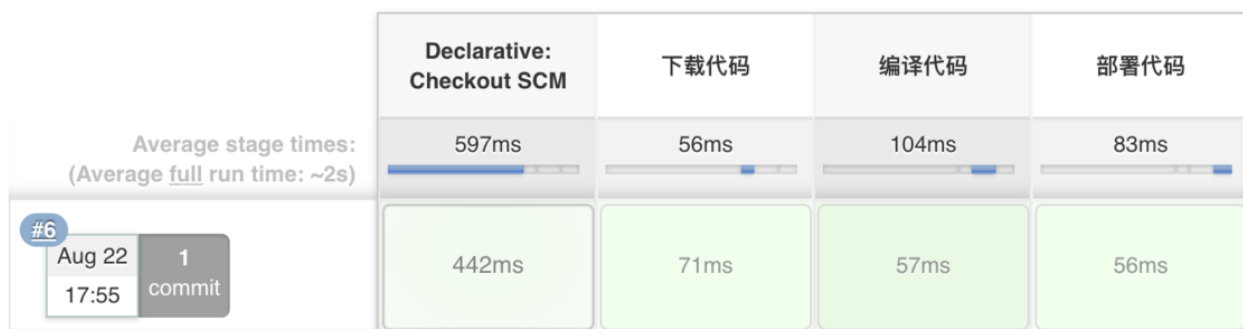 Declarative:
Checkout SCM
下载代码
编译代码
部署代码
Average stage times:
(Average full run time: ~2s)
597ms
56ms
104ms
83ms
#6
Aug 22
17:55
1
commit
442ms
71ms
57ms
56ms